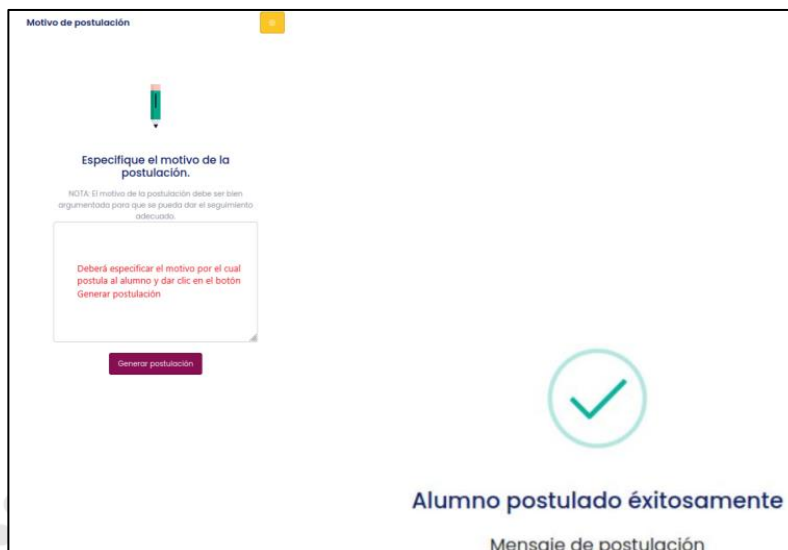 Motivo de postulación
Especifique el motivo de la
postulación.
NOTA: El motivo de la postulación debe ser bien
argumentada para que se pueda dar el seguimiento
adecuado.
Deberá especificar el motivo por el cual
postula al alumno y dar clic en el botón
Generar postulación
Generar postulación
Alumno postulado éxitosamente
Mensaje de postulación